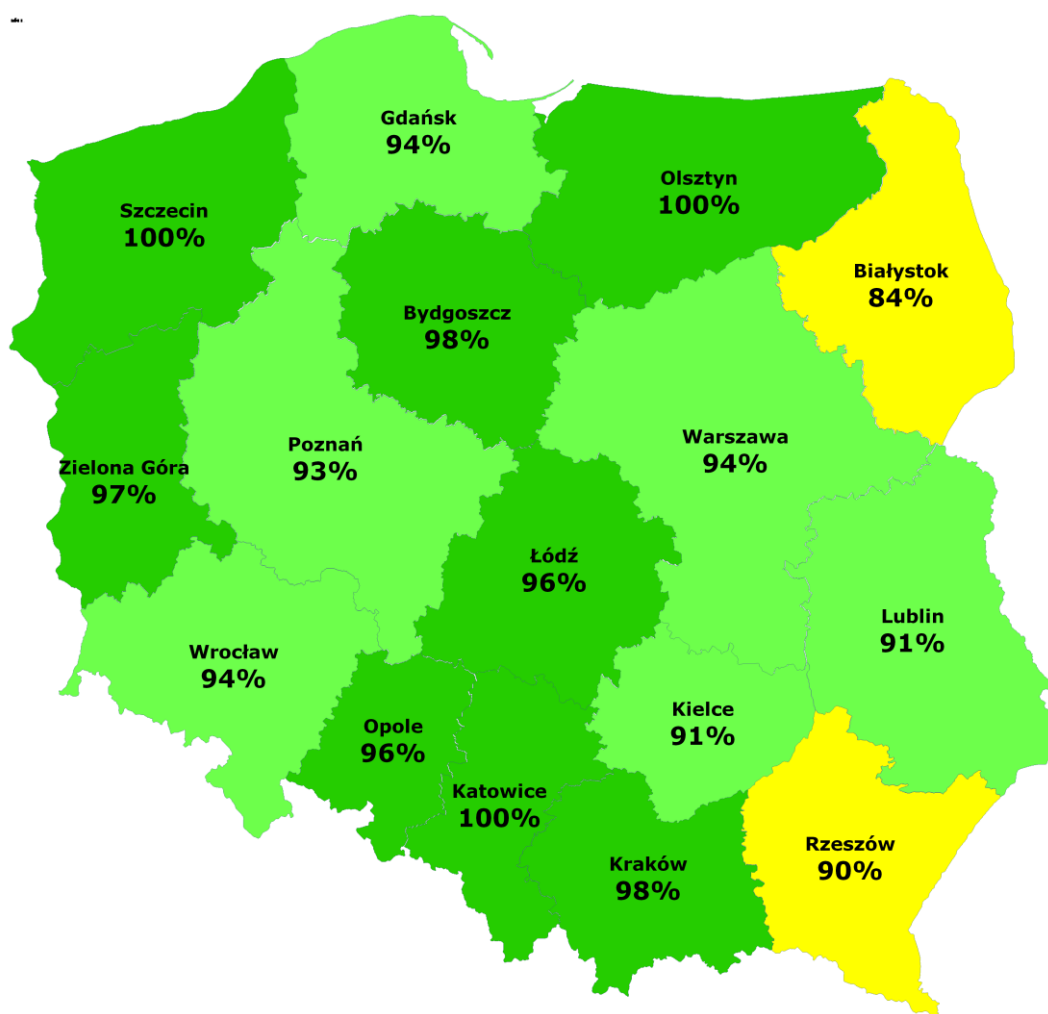 Gdańsk
94%
Olsztyn
100%
Szczecin
100%
Białystok
84%
Bydgoszcz
98%
Warszawa
94%
Poznań
93%
Zielona Góra
97%
Łódź
96%
Lublin
91%
Wrocław
94%
Kielce
91%
Opole
96%
Katowice
100%
Rzeszów
90%
Kraków
98%